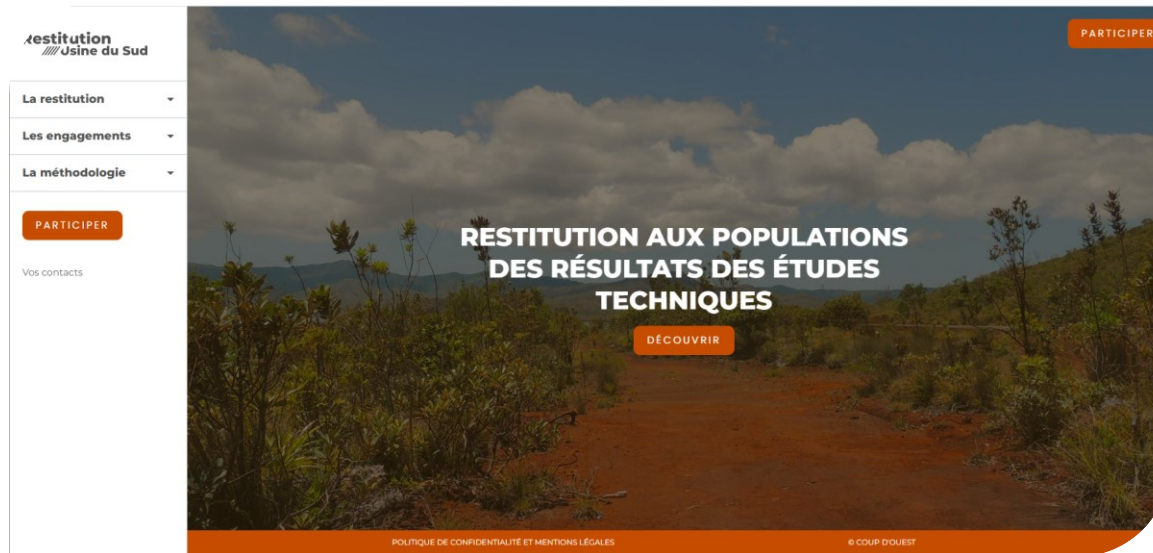 Restitution
Usine du Sud
La restitution
Les engagements
La méthodologie
PARTICIPER
Vos contacts
PARTICIPER
RESTITUTION AUX POPULATIONS
DES RÉSULTATS DES ÉTUDES
TECHNIQUES
DÉCOUVRIR
POLITIQUE DE CONFIDENTIALITÉ ET MENTIONS LÉGALES
© COUP D'OUEST